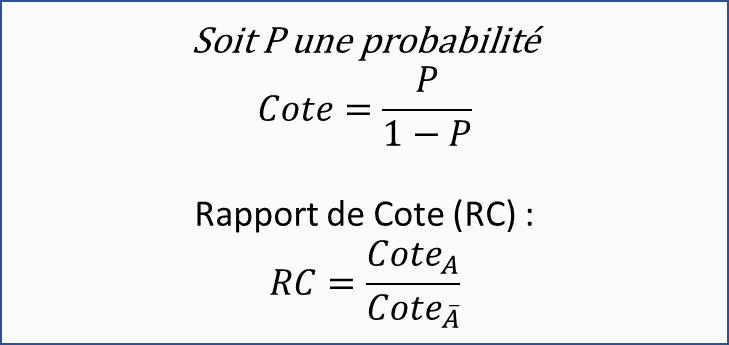 Soit P une probabilité
Cote = P / (1 − P)
Rapport de Cote (RC) :
RC = Cote_A / Cote_Ā